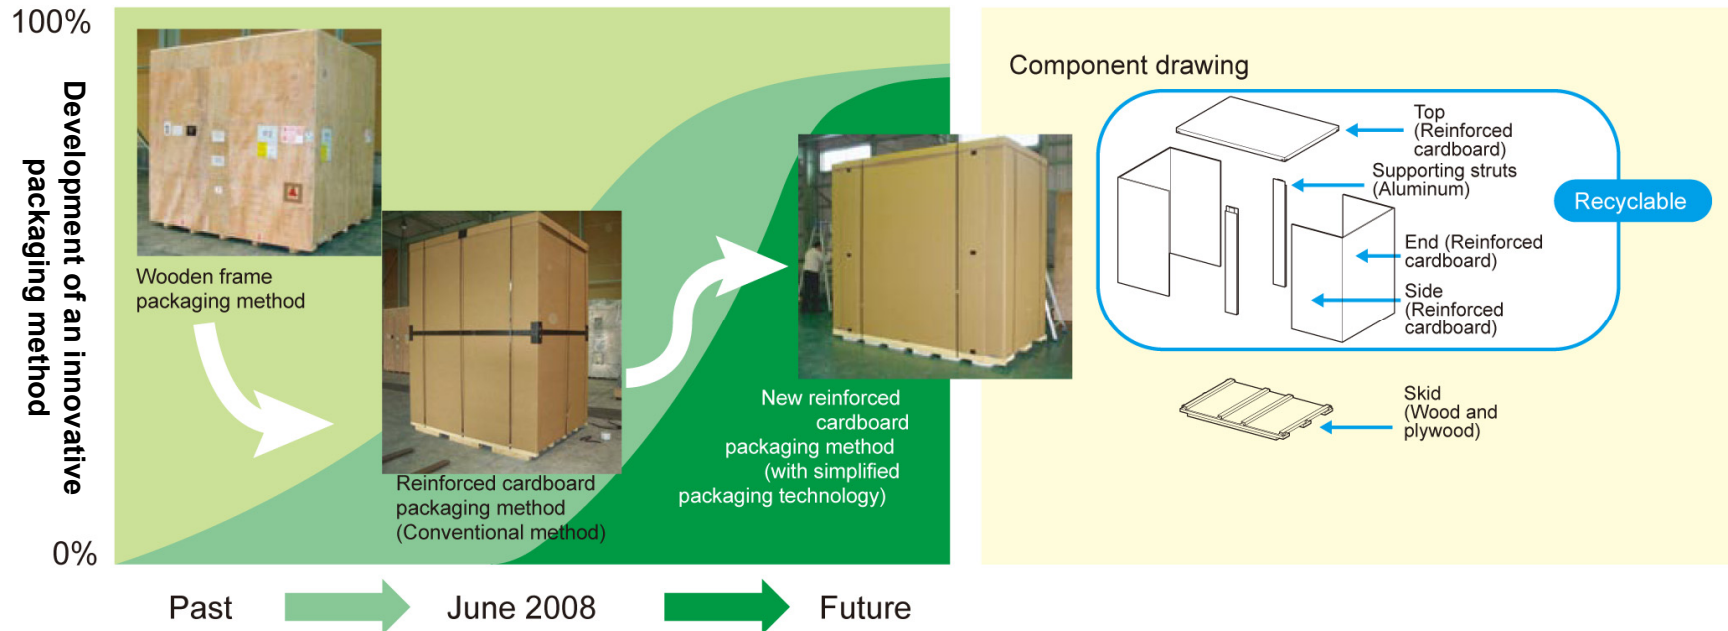 100%
Development of an innovative
packaging method
0%
Wooden frame
packaging method
Reinforced cardboard
packaging method
(Conventional method)
New reinforced
cardboard
packaging method
(with simplified
packaging technology)
Past
June 2008
Future
Component drawing
Top
(Reinforced
cardboard)
Supporting struts
(Aluminum)
Recyclable
End (Reinforced
cardboard)
Side
(Reinforced
cardboard)
Skid
(Wood and
plywood)